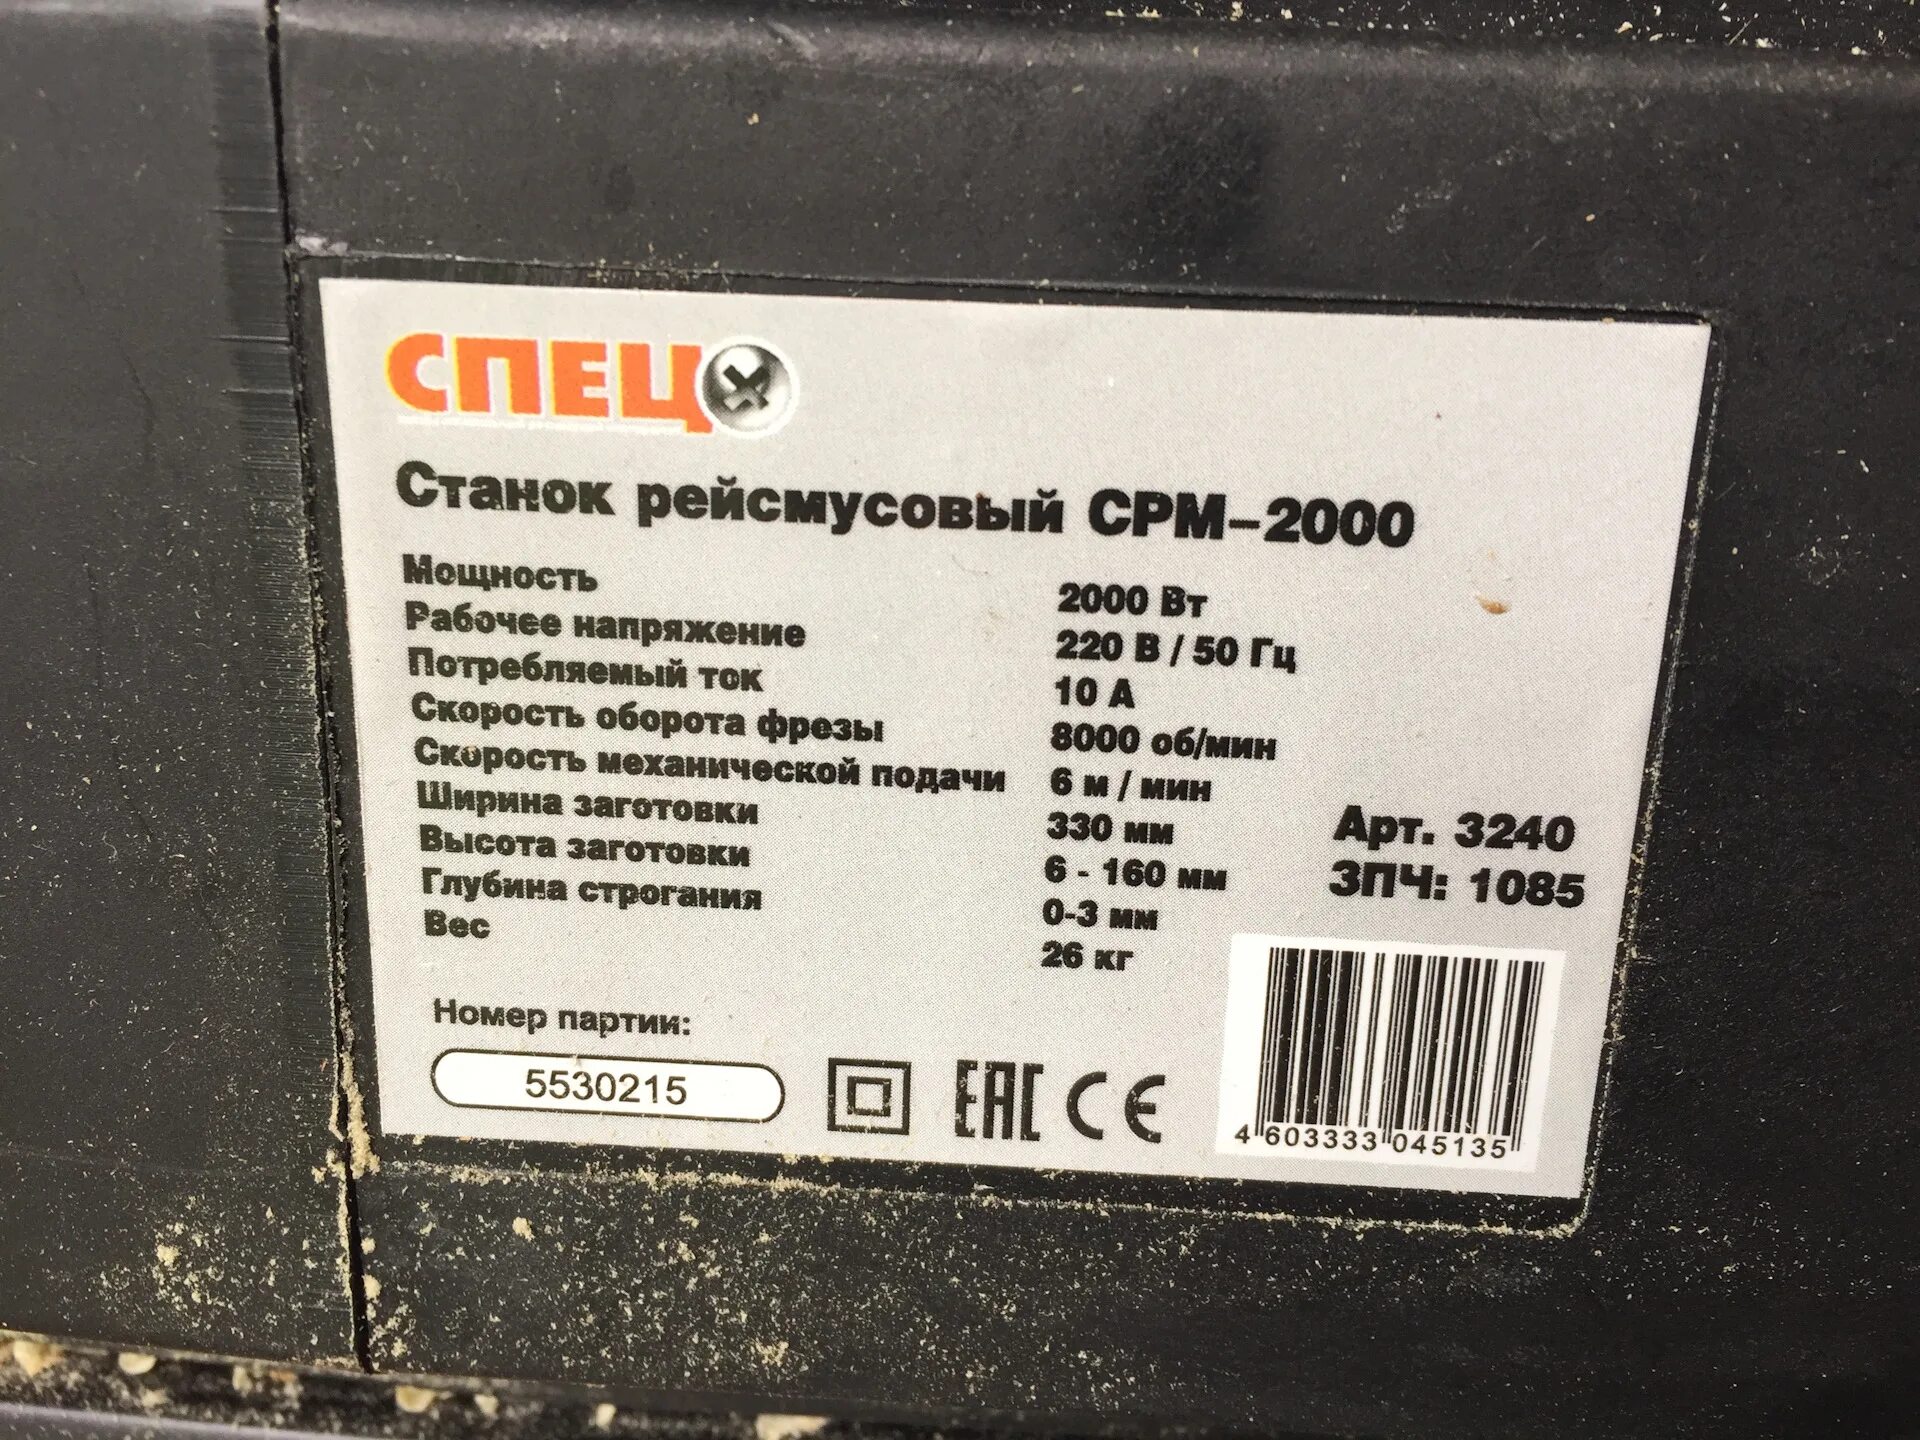 СПЕЦ
Станок рейсмусовый СРМ-2000
Мощность 2000 Вт
Рабочее напряжение 220 В / 50 Гц
Потребляемый ток 10 А
Скорость оборота фрезы 8000 об/мин
Скорость механической подачи 6 м / мин
Ширина заготовки 330 мм
Высота заготовки 6 - 160 мм
Глубина строгания 0-3 мм
Вес 26 кг
Арт. 3240
ЗПЧ: 1085
Номер партии:
5530215
EAC CE
4 603333 045135